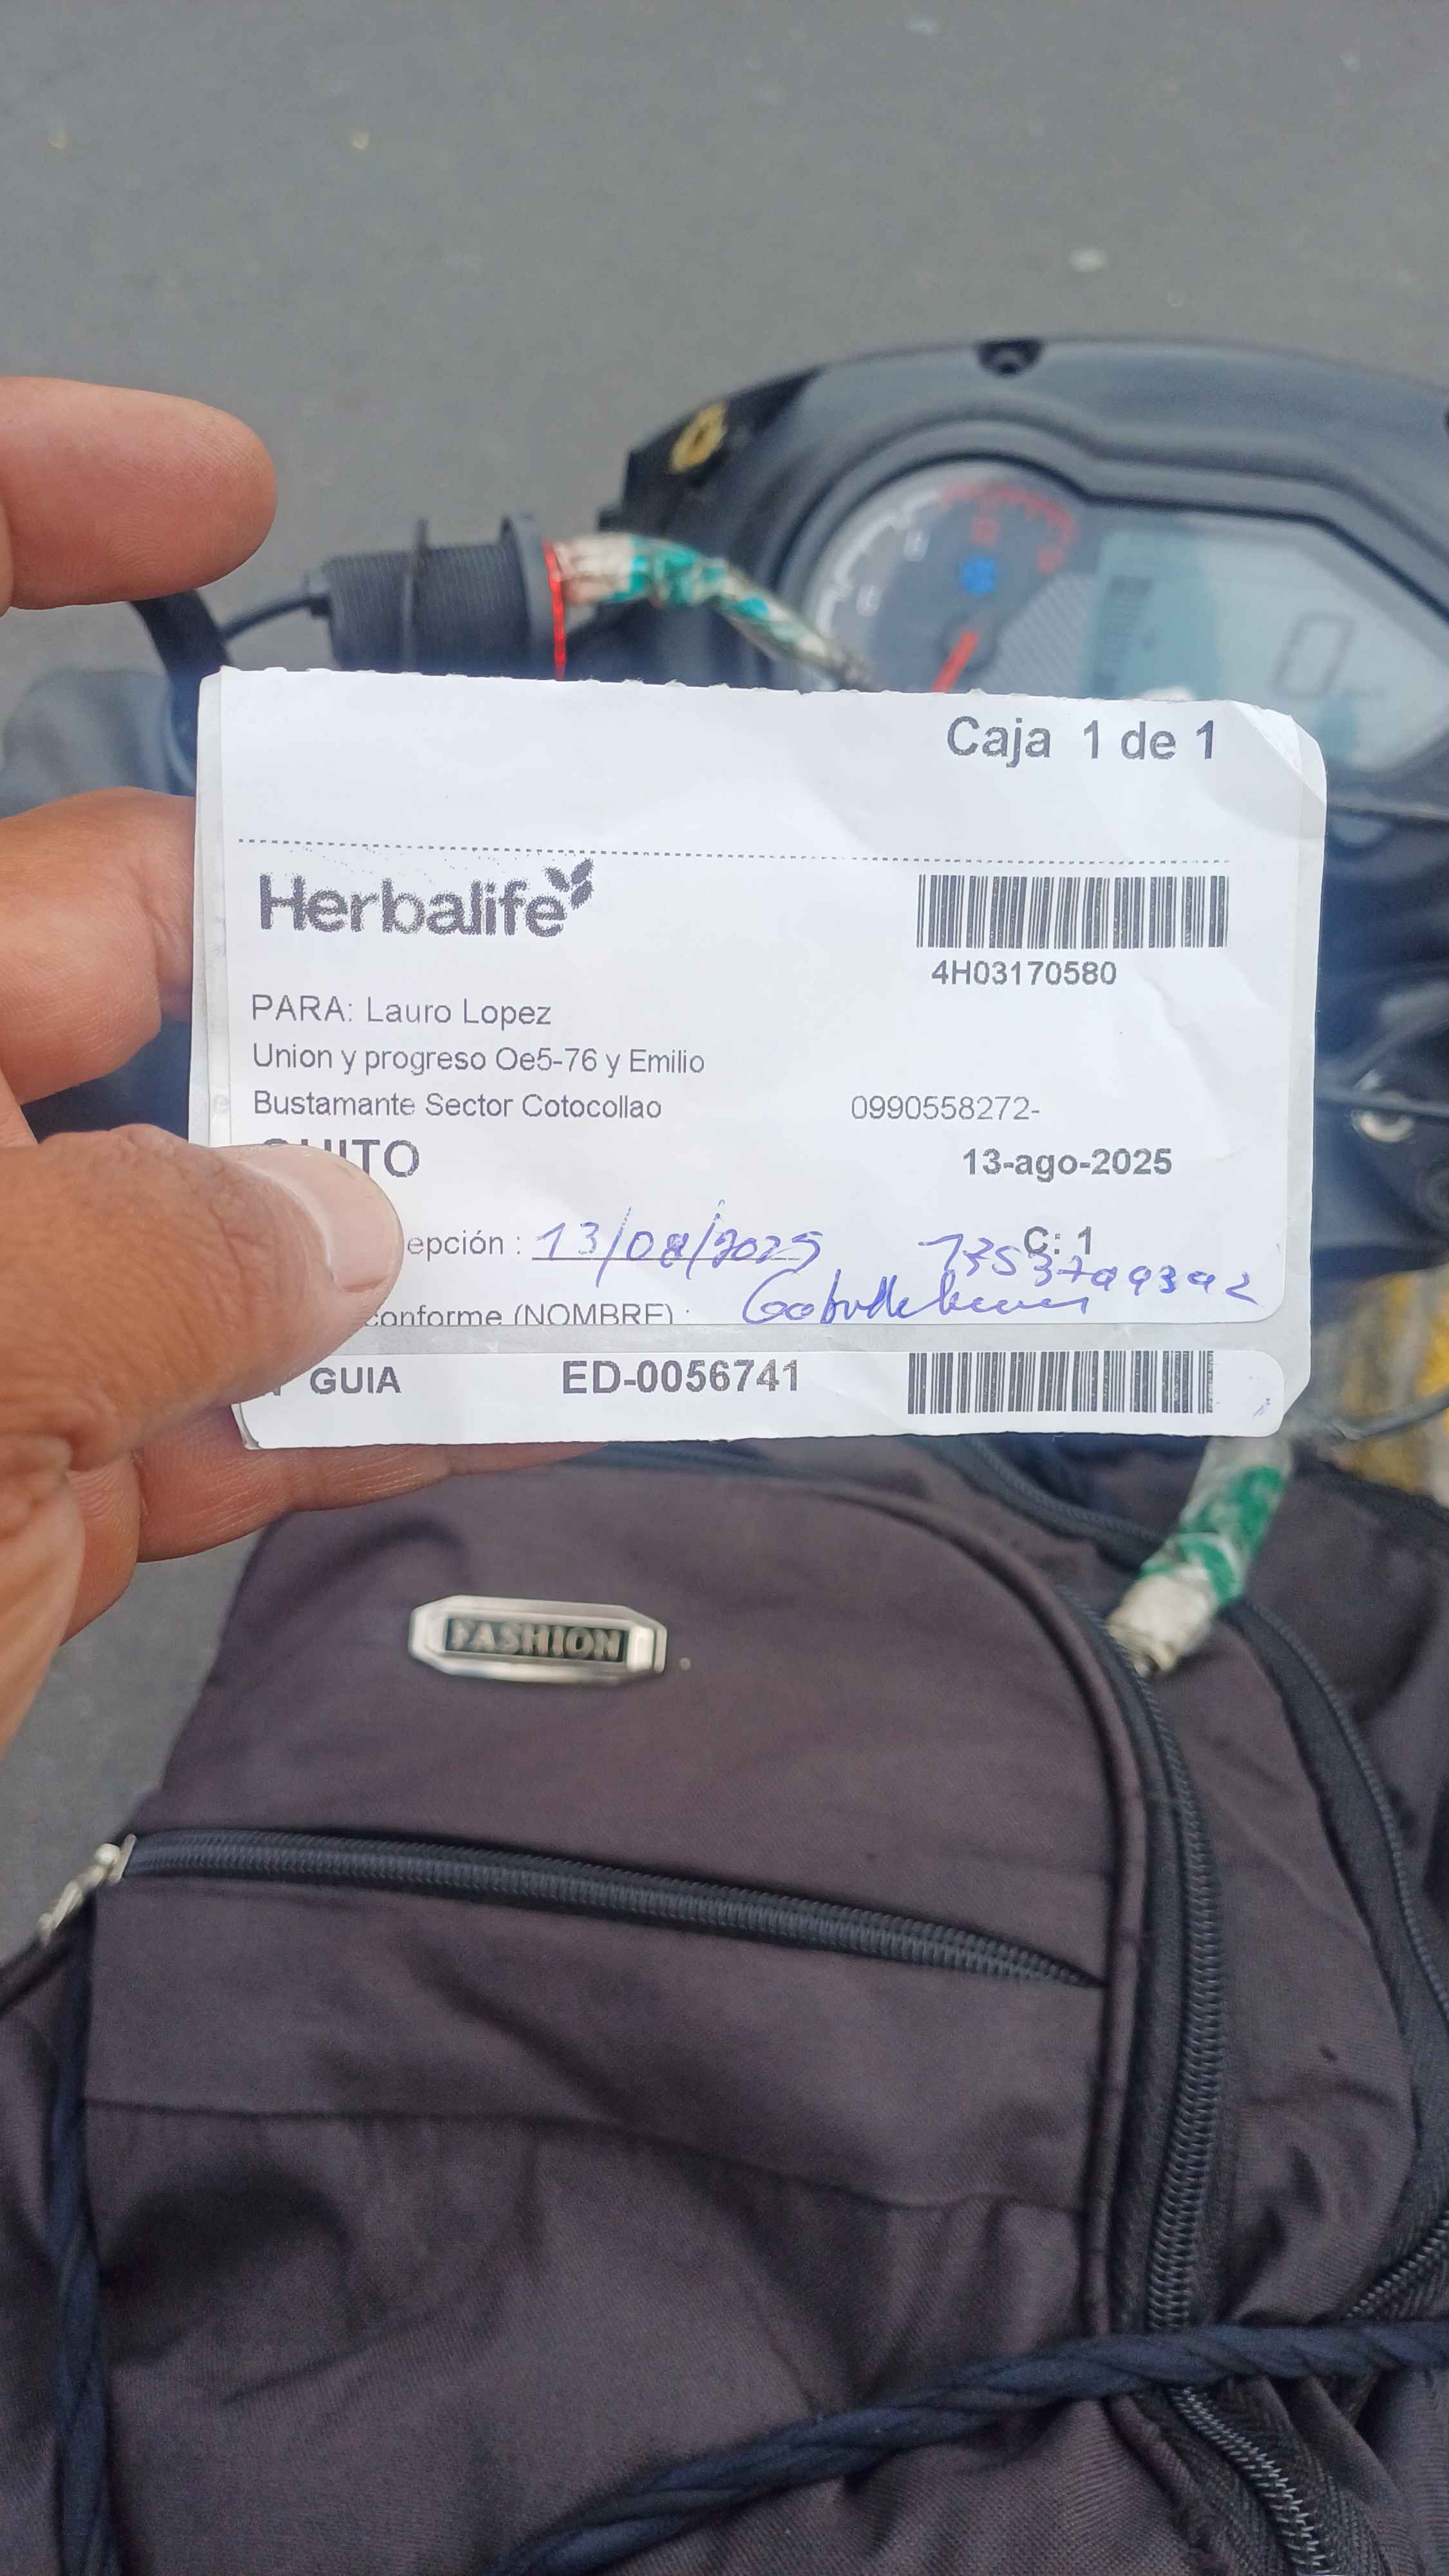 Caja 1 de 1
Herbalife
4H03170580
PARA: Lauro Lopez
Union y progreso Oe5-76 y Emilio
Bustamante Sector Cotocollao 0990558272-
QUITO 13-ago-2025
epción : 13/08/2025 C: 1
conforme (NOMBRE) :
GUIA ED-0056741
FASHION